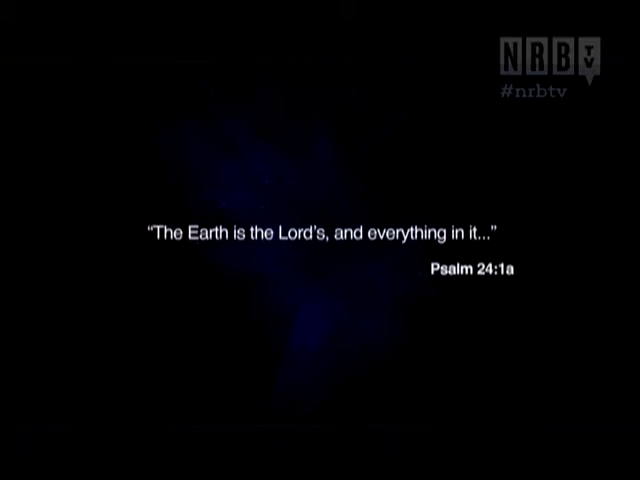 NRB TV
#nrbtv
“The Earth is the Lord's, and everything in it...”
Psalm 24:1a